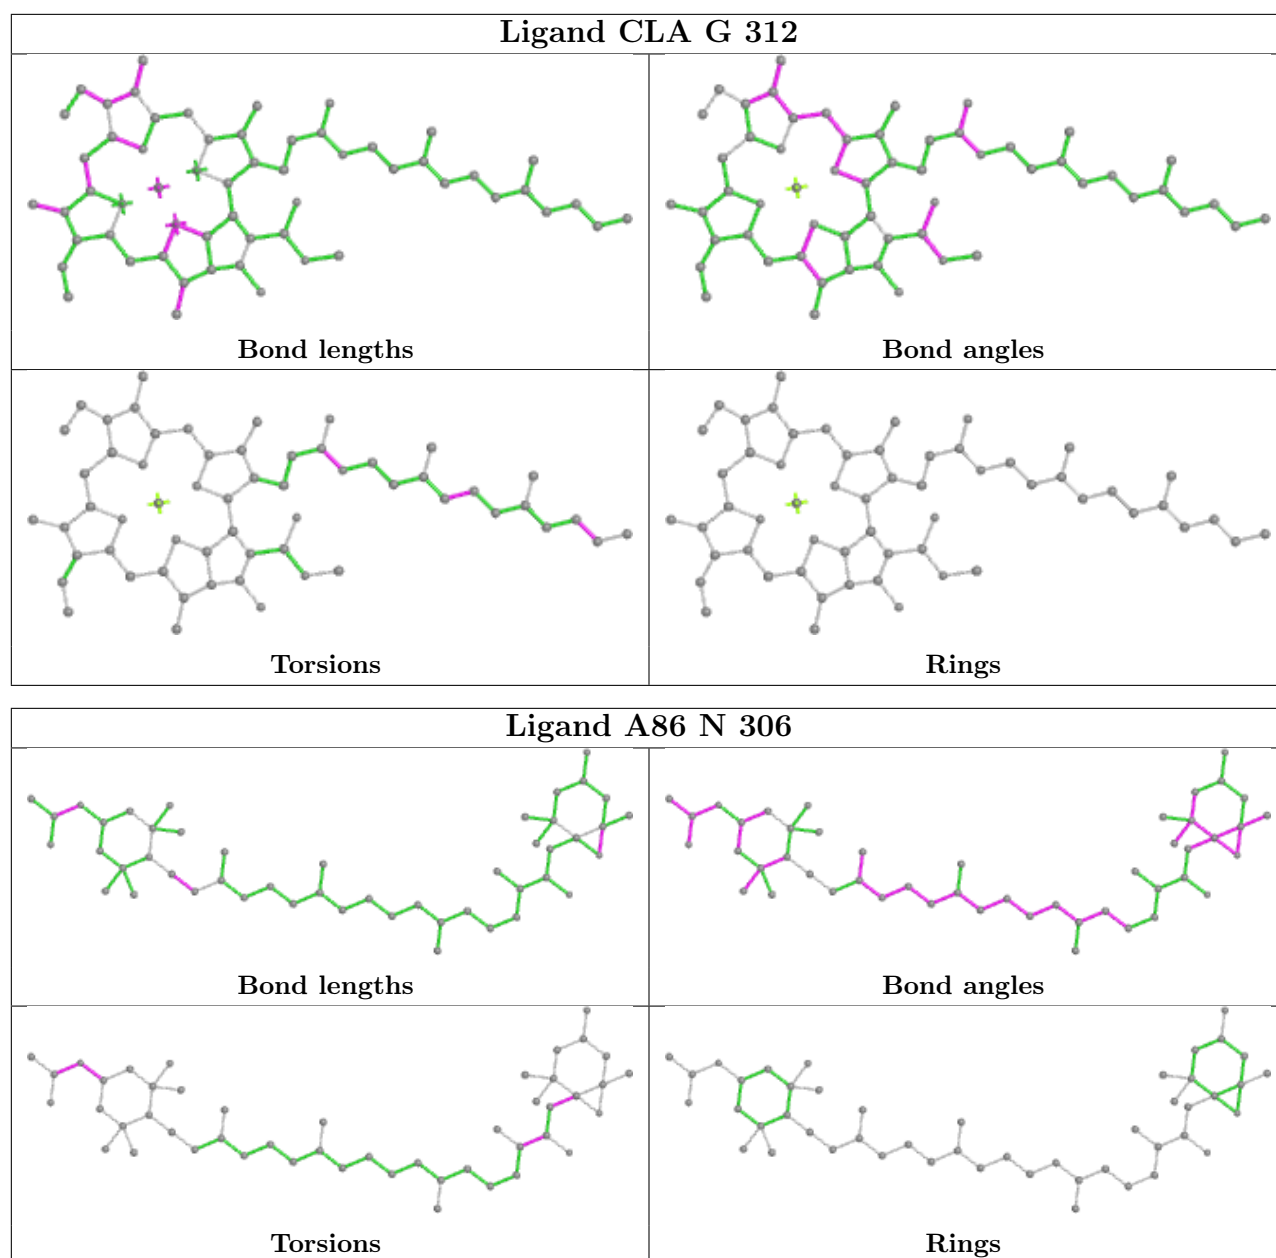 Ligand CLA G 312
Bond lengths
Bond angles
Torsions
Rings
Ligand A86 N 306
Bond lengths
Bond angles
Torsions
Rings